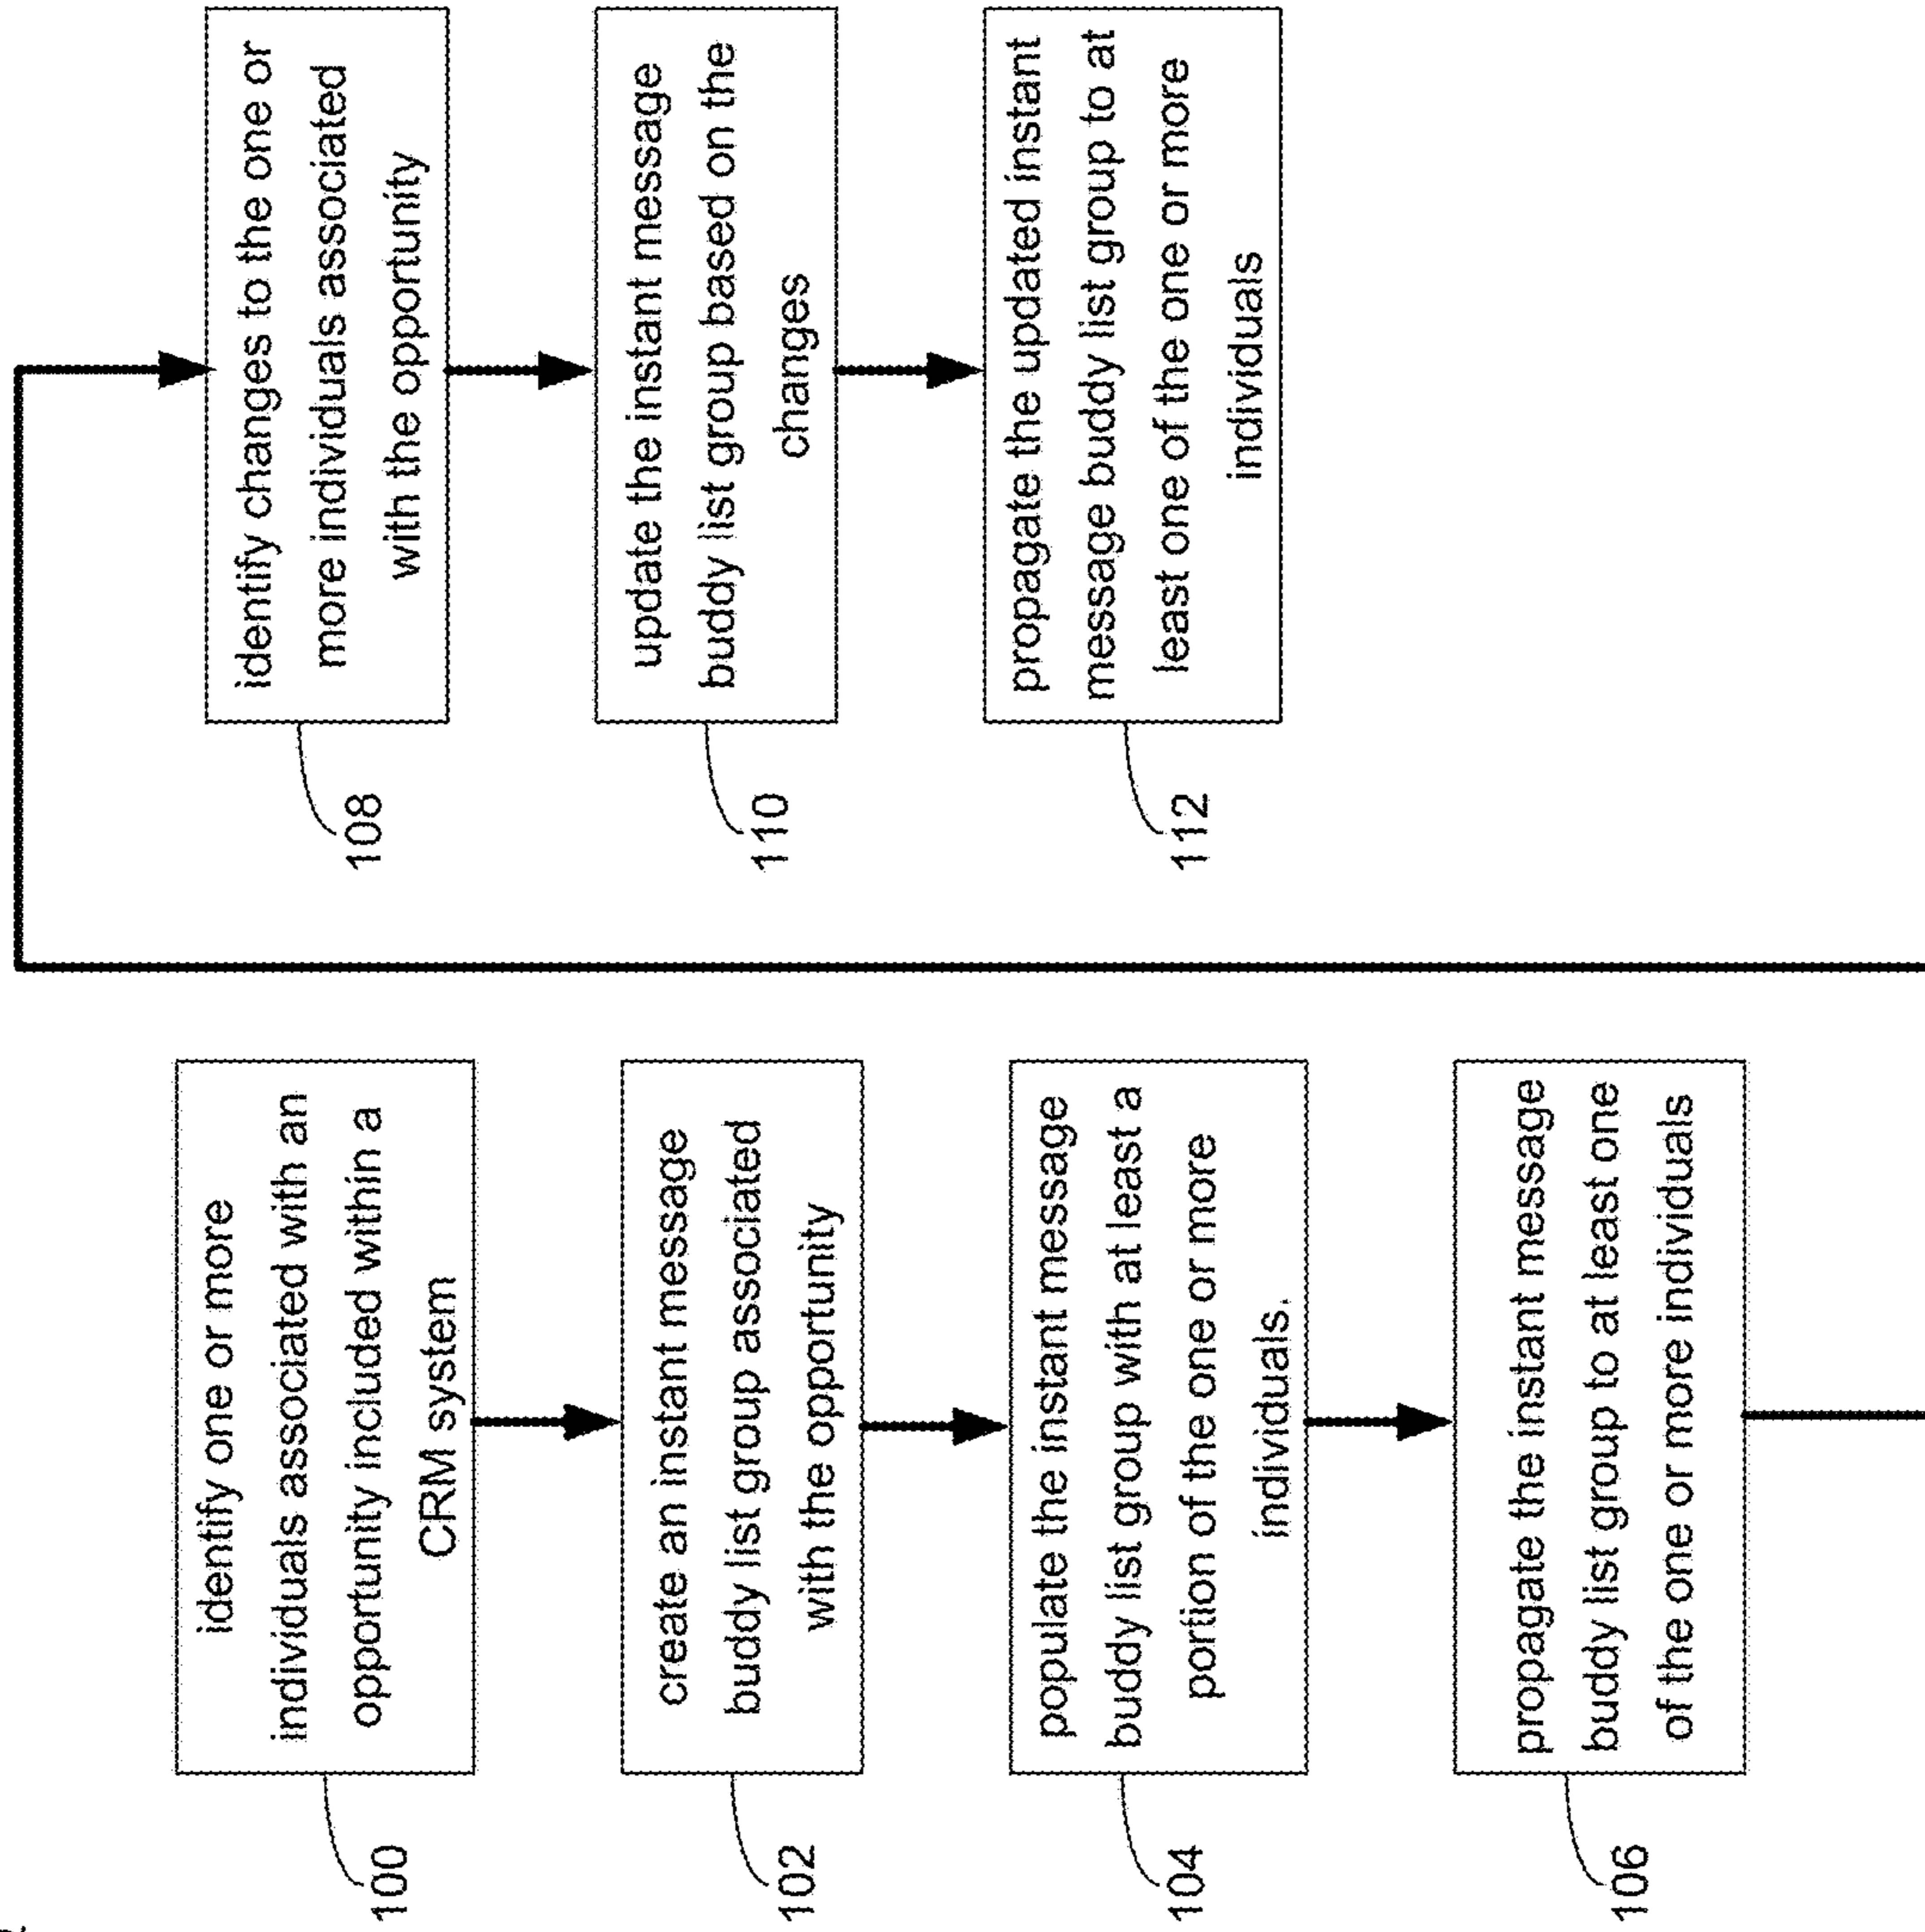 identify one or more
individuals associated with an
opportunity included within a
CRM system
100
create an instant message
buddy list group associated
with the opportunity
102
populate the instant message
buddy list group with at least a
portion of the one or more
individuals.
104
propagate the instant message
buddy list group to at least one
of the one or more individuals
106
identify changes to the one or
more individuals associated
with the opportunity
108
update the instant message
buddy list group based on the
changes
110
propagate the updated instant
message buddy list group to at
least one of the one or more
individuals
112